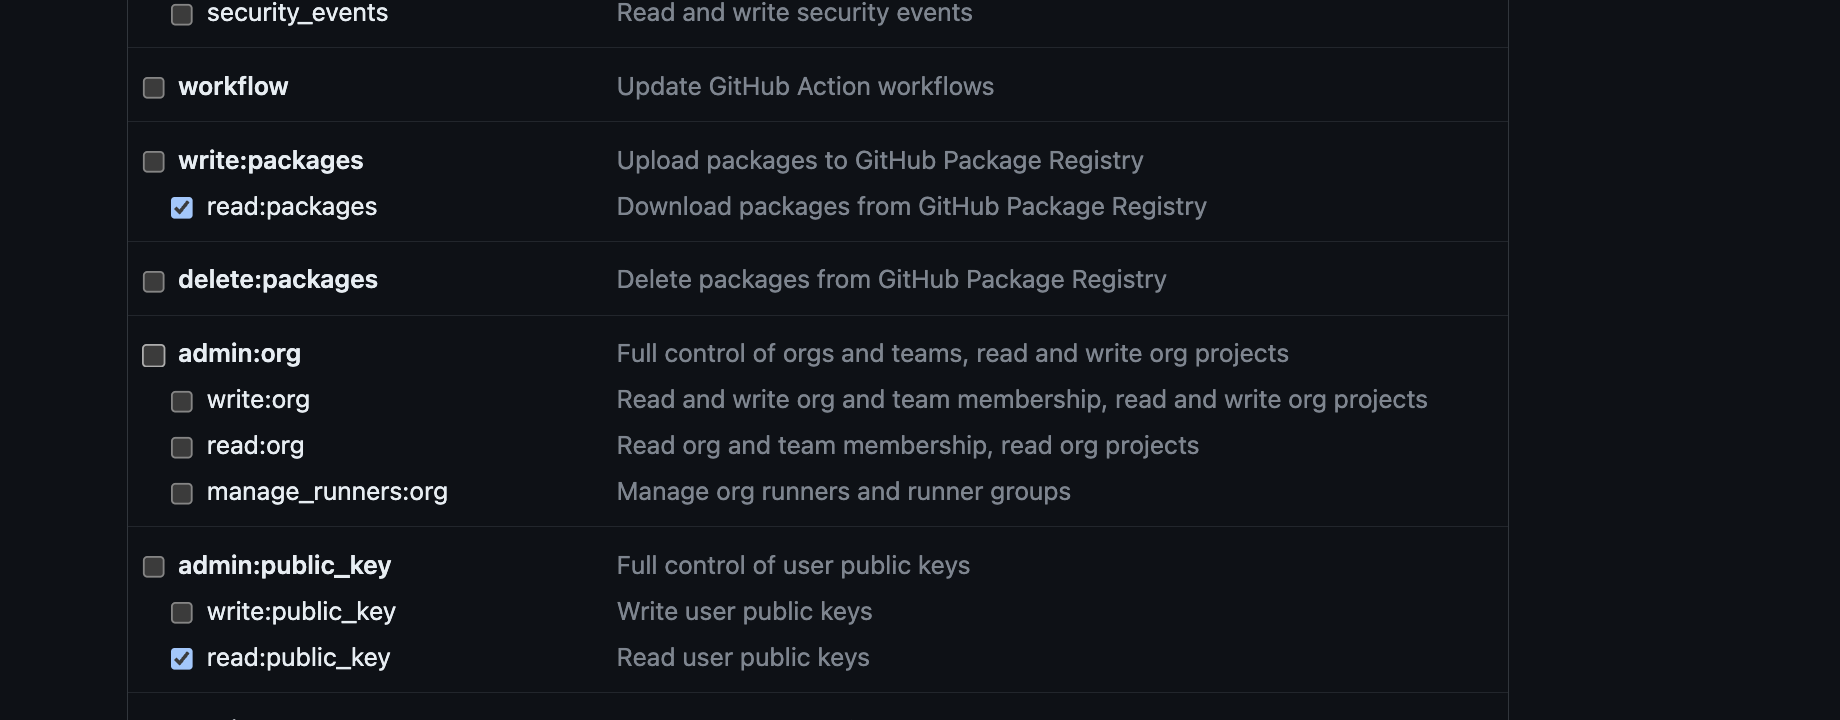 security_events Read and write security events
workflow Update GitHub Action workflows
write:packages Upload packages to GitHub Package Registry
read:packages Download packages from GitHub Package Registry
delete:packages Delete packages from GitHub Package Registry
admin:org Full control of orgs and teams, read and write org projects
write:org Read and write org and team membership, read and write org projects
read:org Read org and team membership, read org projects
manage_runners:org Manage org runners and runner groups
admin:public_key Full control of user public keys
write:public_key Write user public keys
read:public_key Read user public keys